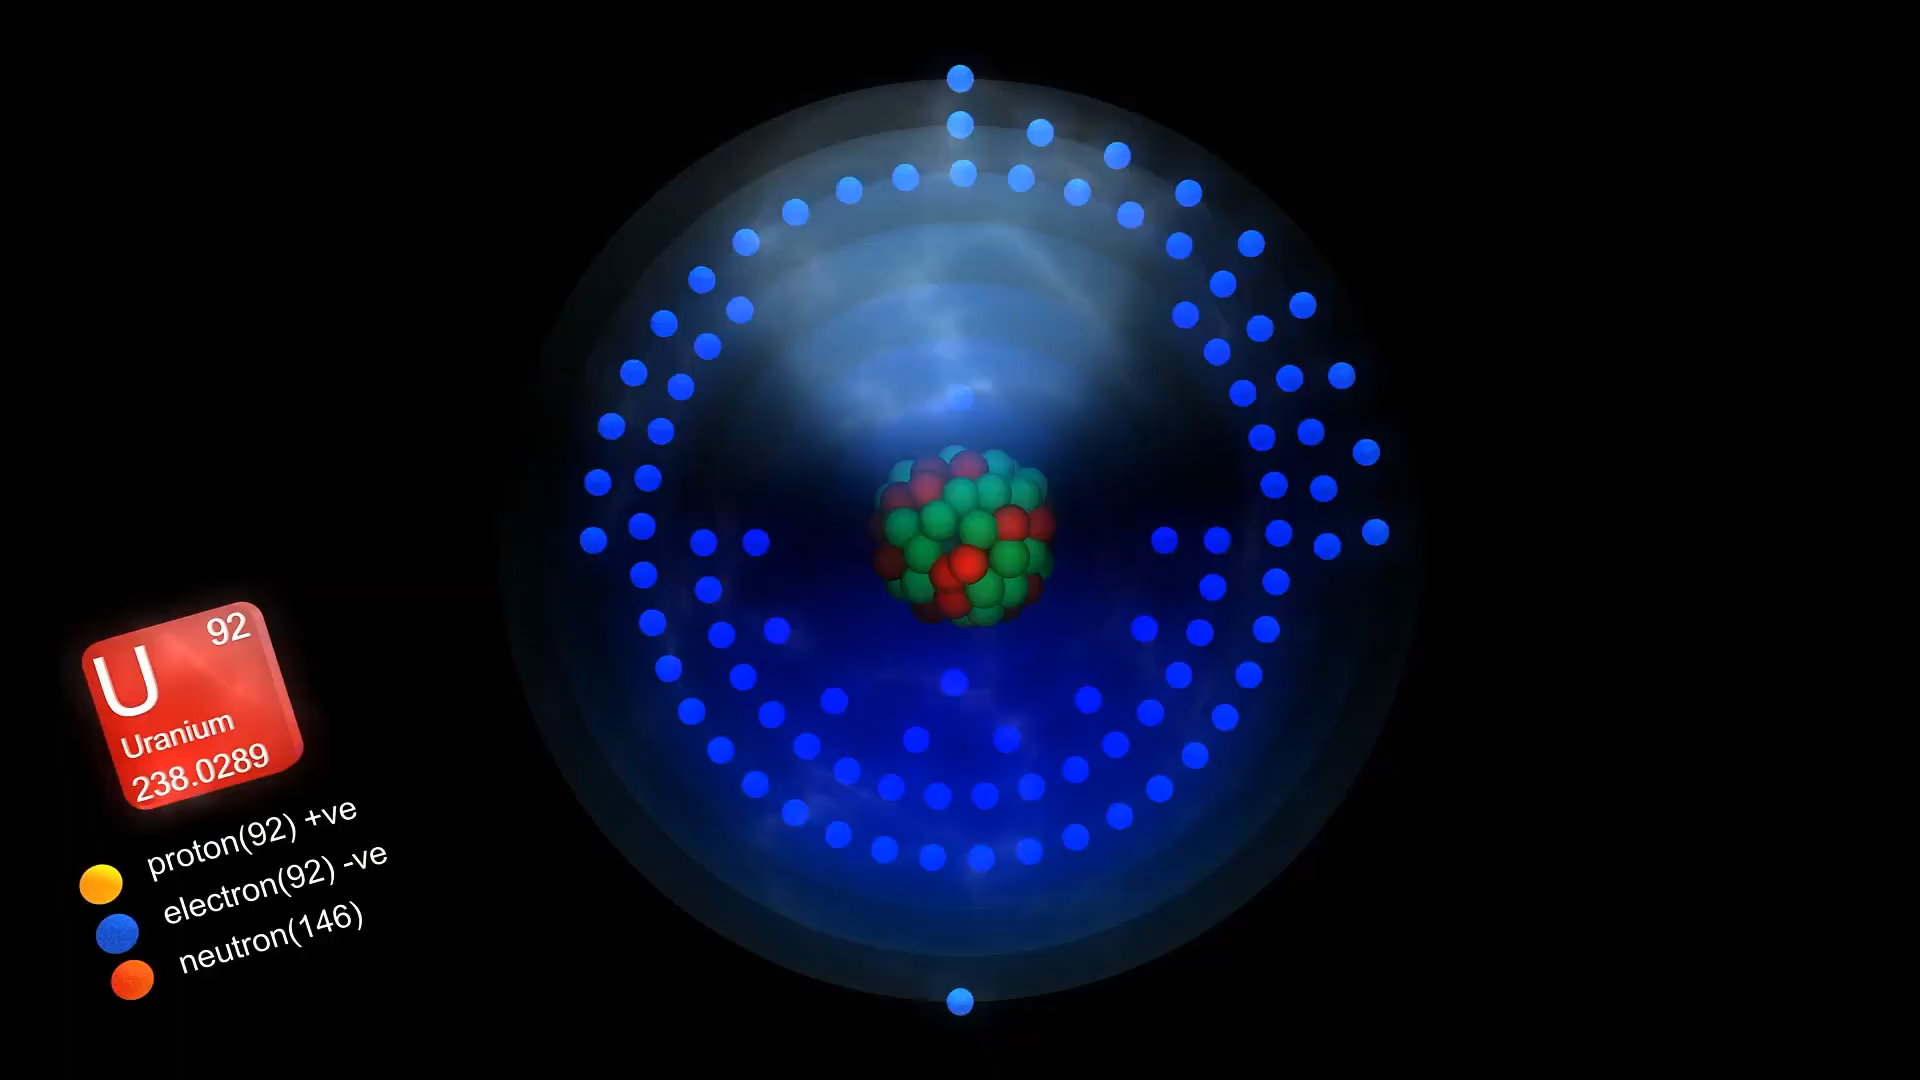 92
U
Uranium
238.0289
proton(92) +ve
electron(92) -ve
neutron(146)